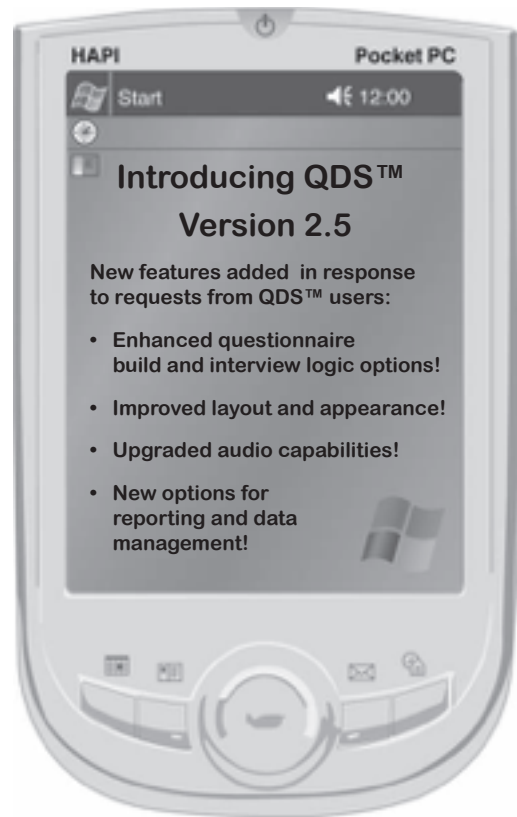 HAPI Pocket PC
Start 12:00
Introducing QDS™
Version 2.5
New features added in response
to requests from QDS™ users:
• Enhanced questionnaire
build and interview logic options!
• Improved layout and appearance!
• Upgraded audio capabilities!
• New options for
reporting and data
management!